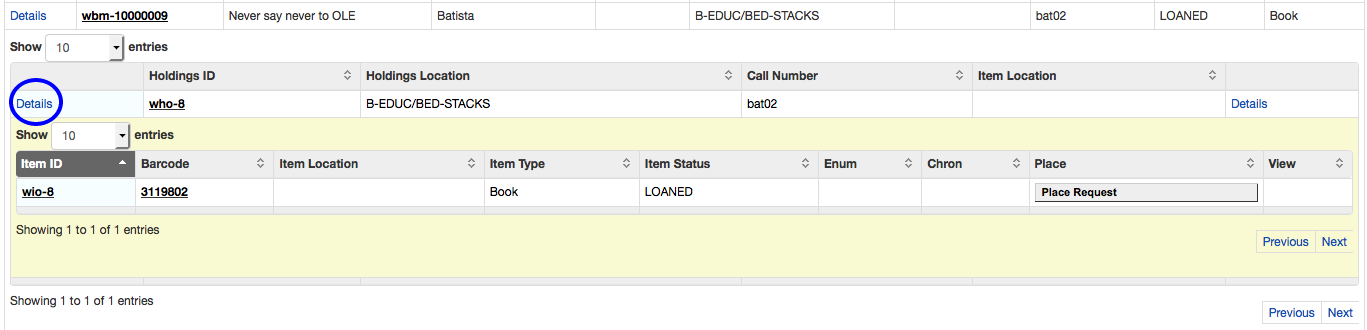 Details wbm-10000009 Never say never to OLE Batista B-EDUC/BED-STACKS bat02 LOANED Book
Show 10 entries
Holdings ID Holdings Location Call Number Item Location
Details who-8 B-EDUC/BED-STACKS bat02 Details
Show 10 entries
Item ID Barcode Item Location Item Type Item Status Enum Chron Place View
wio-8 3119802 Book LOANED Place Request
Showing 1 to 1 of 1 entries
Previous Next
Showing 1 to 1 of 1 entries
Previous Next